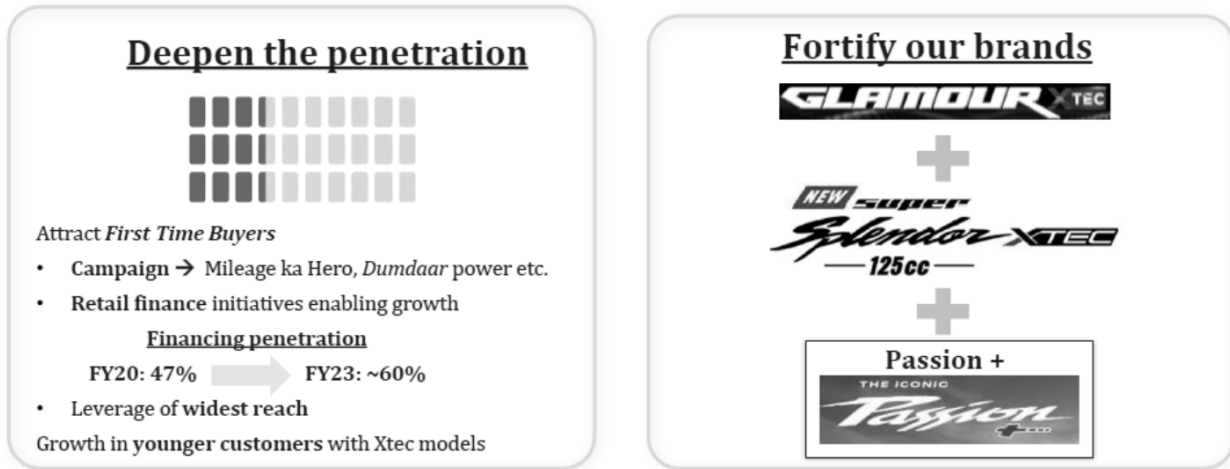 Deepen the penetration
Attract First Time Buyers
• Campaign → Mileage ka Hero, Dumdaar power etc.
• Retail finance initiatives enabling growth
Financing penetration
FY20: 47% FY23: ~60%
• Leverage of widest reach
Growth in younger customers with Xtec models
Fortify our brands
GLAMOUR XTEC
NEW super
Splendor XTEC
125cc
Passion +
THE ICONIC
Passion +